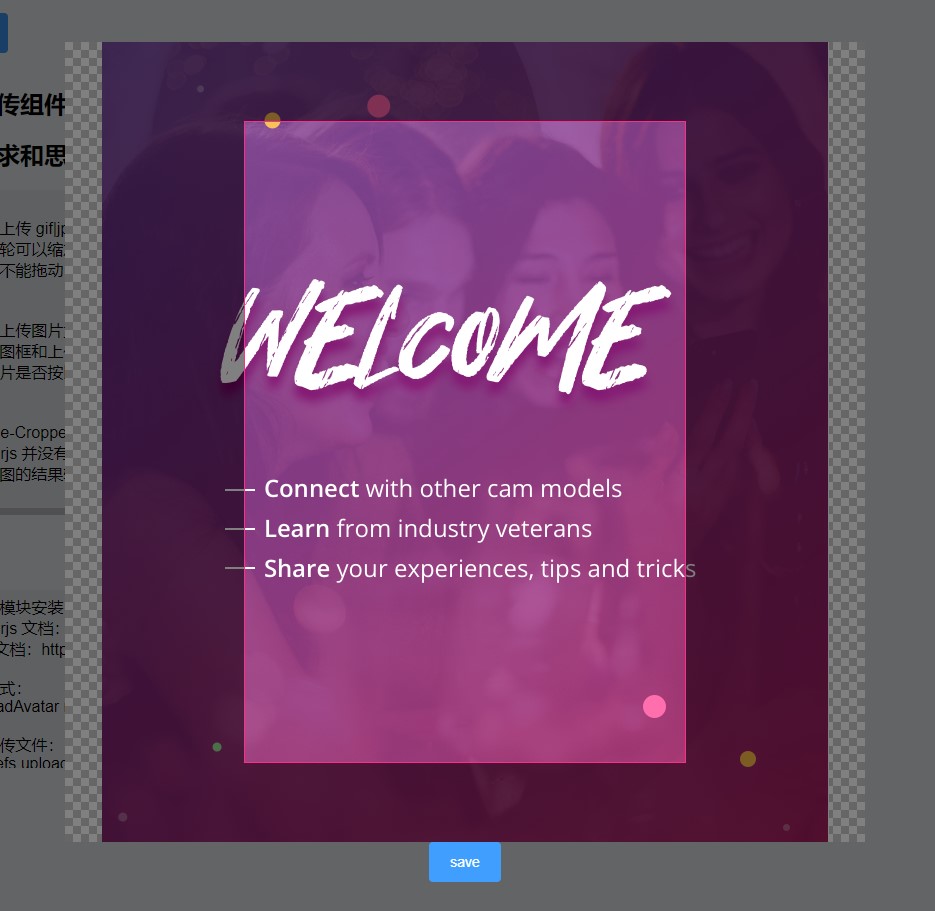 传组件
求和思
上传 gif|jp
轮可以缩
不能拖动
WELCOME
上传图片
图框和上
片是否按
e-Croppe
rjs 并没有
图的结果
Connect with other cam models
Learn from industry veterans
Share your experiences, tips and tricks
模块安装
rjs 文档：
文档：http
式：
adAvatar
传文件：
efs.upload
save